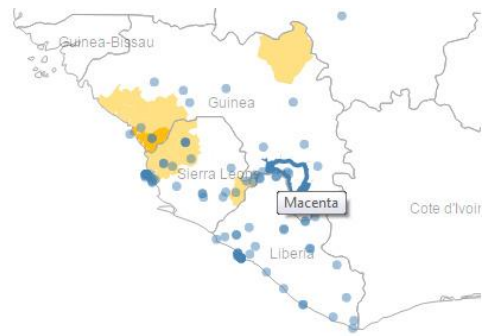 Guinea-Bissau
Guinea
Sierra Leone
Macenta
Cote d'Ivoir
Liberia